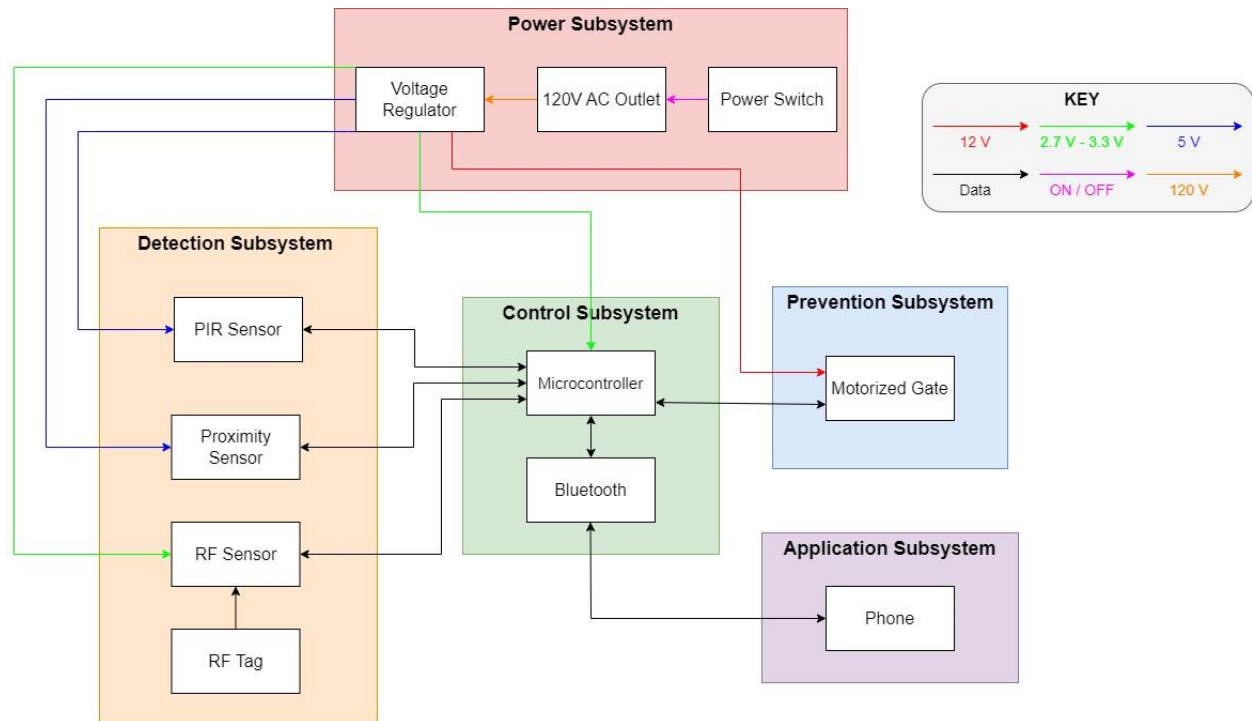 Power Subsystem
Voltage
Regulator
120V AC Outlet
Power Switch
KEY
12 V
2.7 V - 3.3 V
5 V
Data
ON / OFF
120 V
Detection Subsystem
PIR Sensor
Proximity
Sensor
RF Sensor
RF Tag
Control Subsystem
Microcontroller
Bluetooth
Prevention Subsystem
Motorized Gate
Application Subsystem
Phone